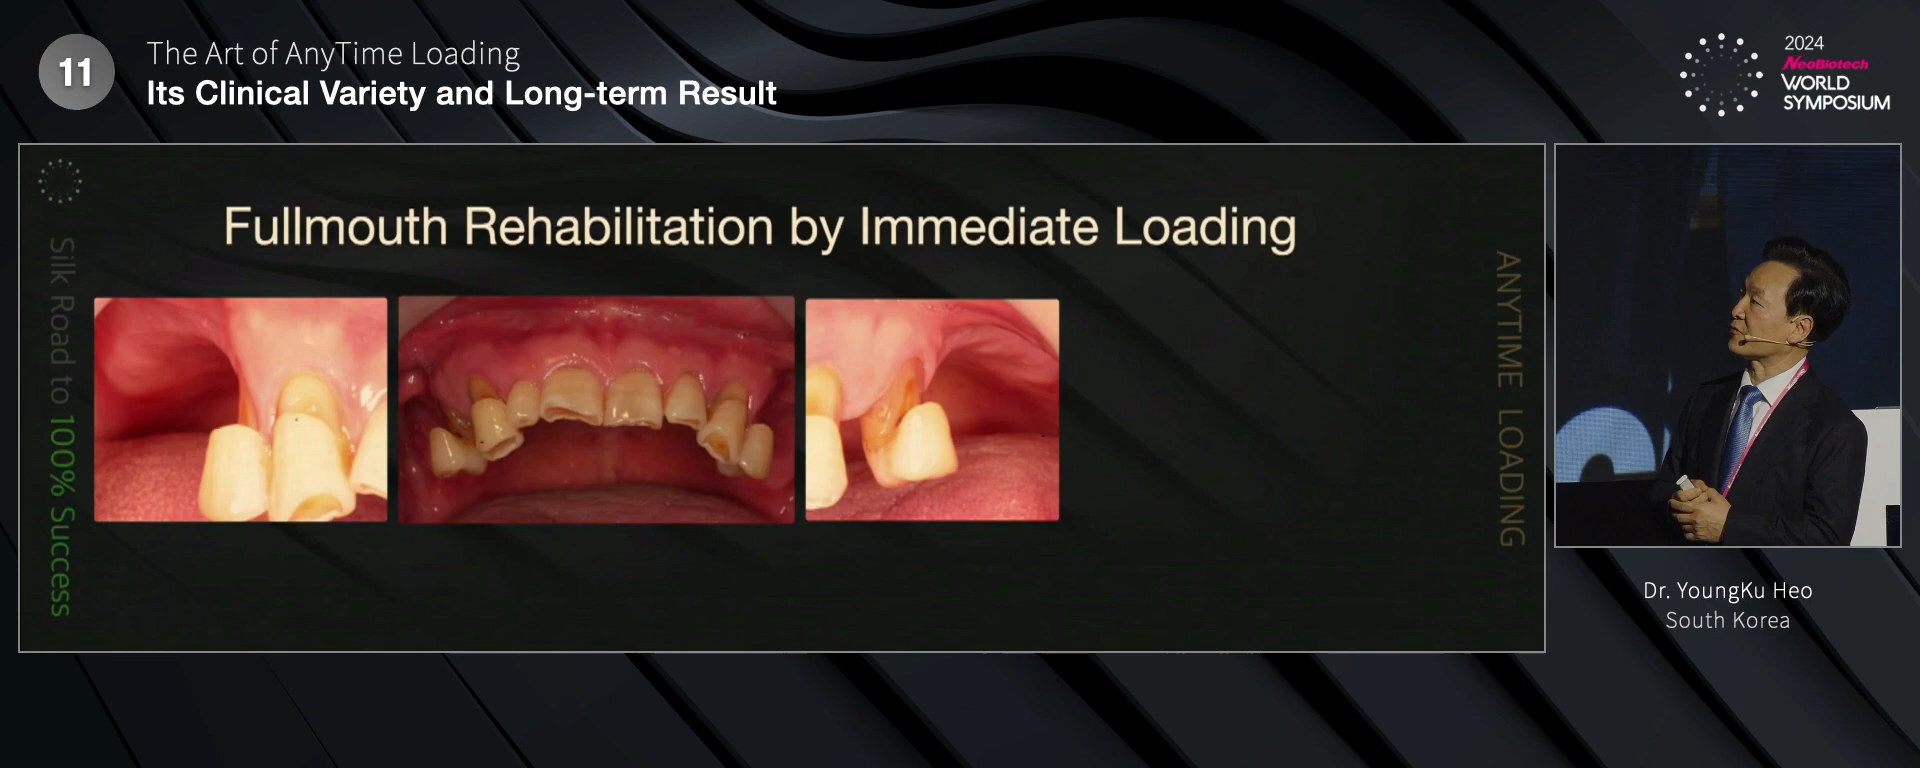 11
The Art of AnyTime Loading
Its Clinical Variety and Long-term Result
2024
NeoBiotech
WORLD
SYMPOSIUM
Silk Road to 100% Success
Fullmouth Rehabilitation by Immediate Loading
ANYTIME LOADING
Dr. YoungKu Heo
South Korea